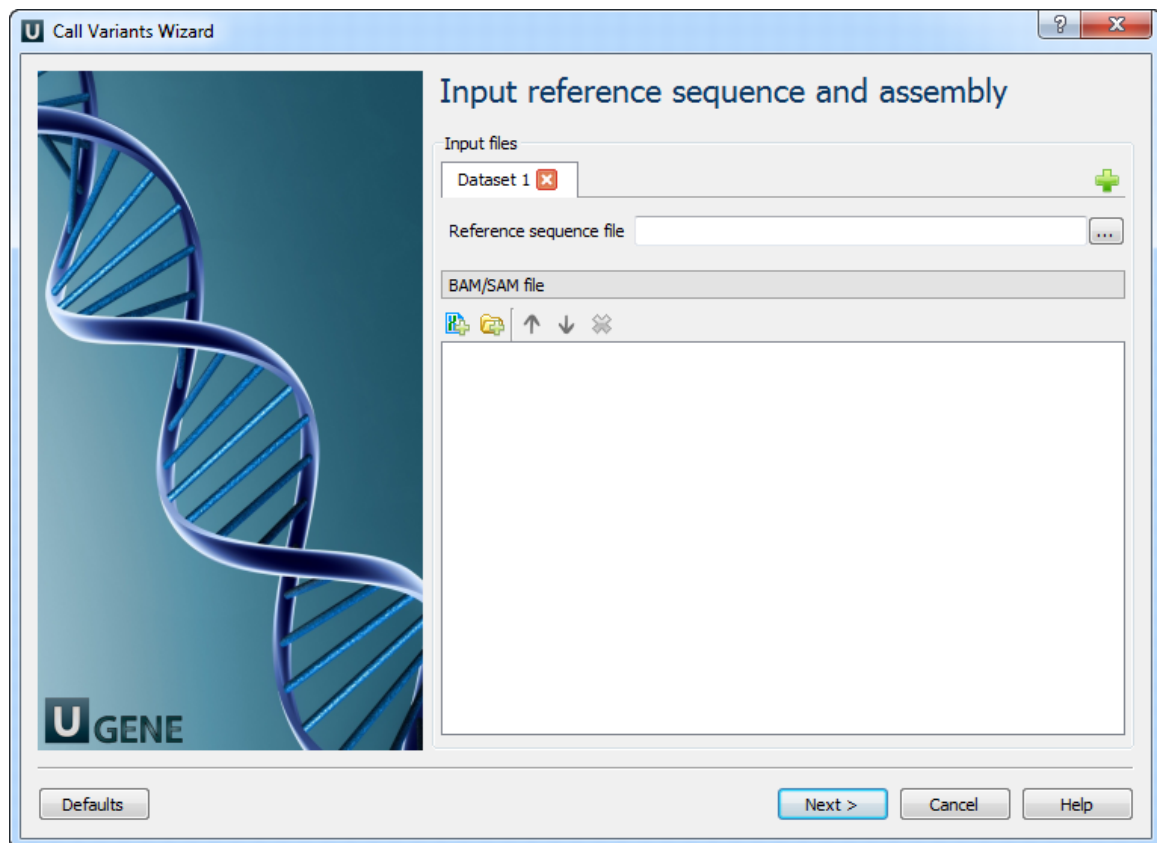 U Call Variants Wizard
Input reference sequence and assembly
Input files
Dataset 1
Reference sequence file ...
BAM/SAM file
U GENE
Defaults Next > Cancel Help